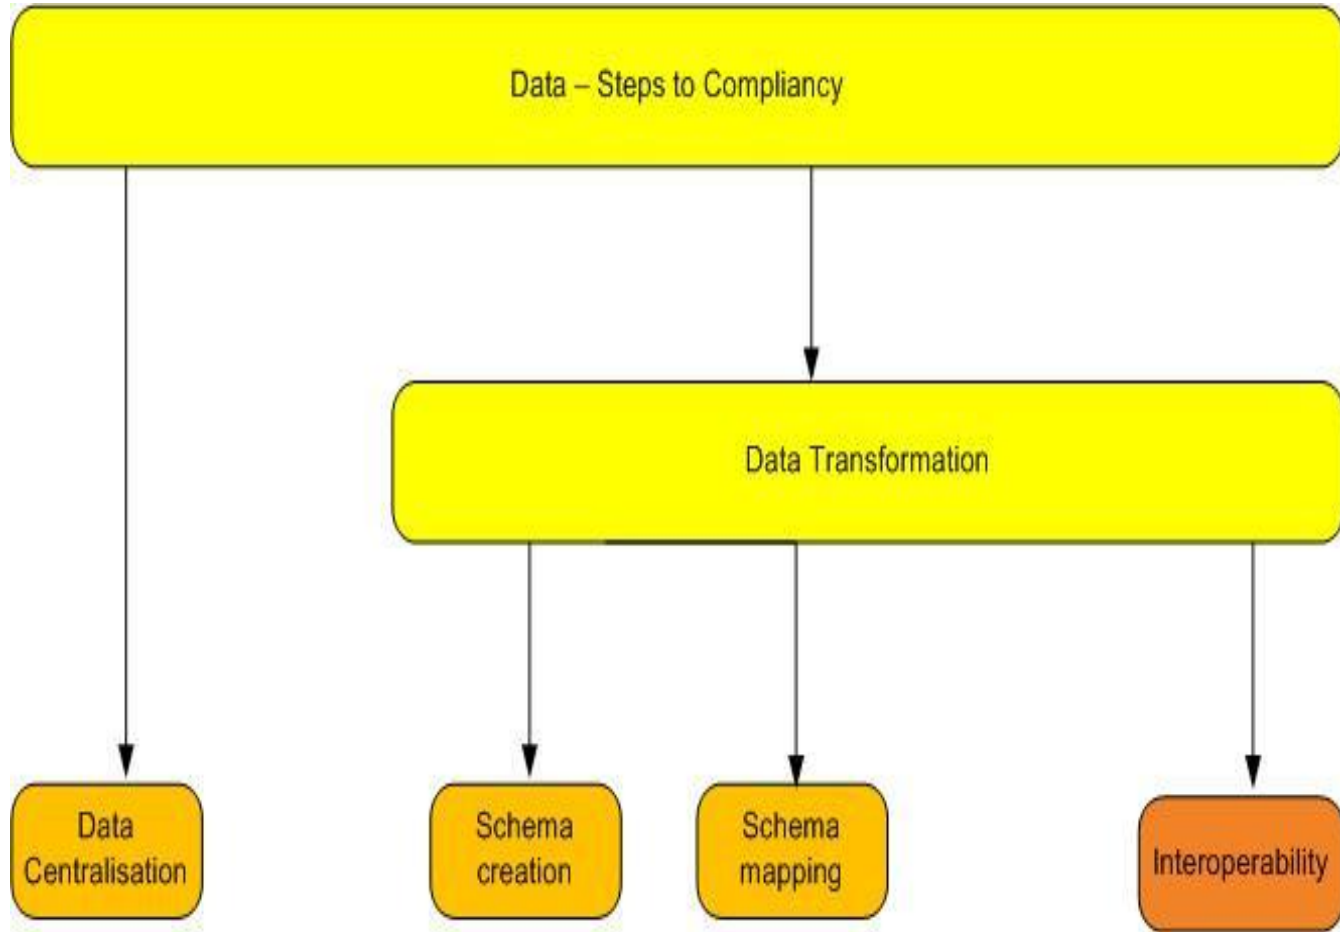 Data – Steps to Compliancy
Data Transformation
Data
Centralisation
Schema
creation
Schema
mapping
Interoperability